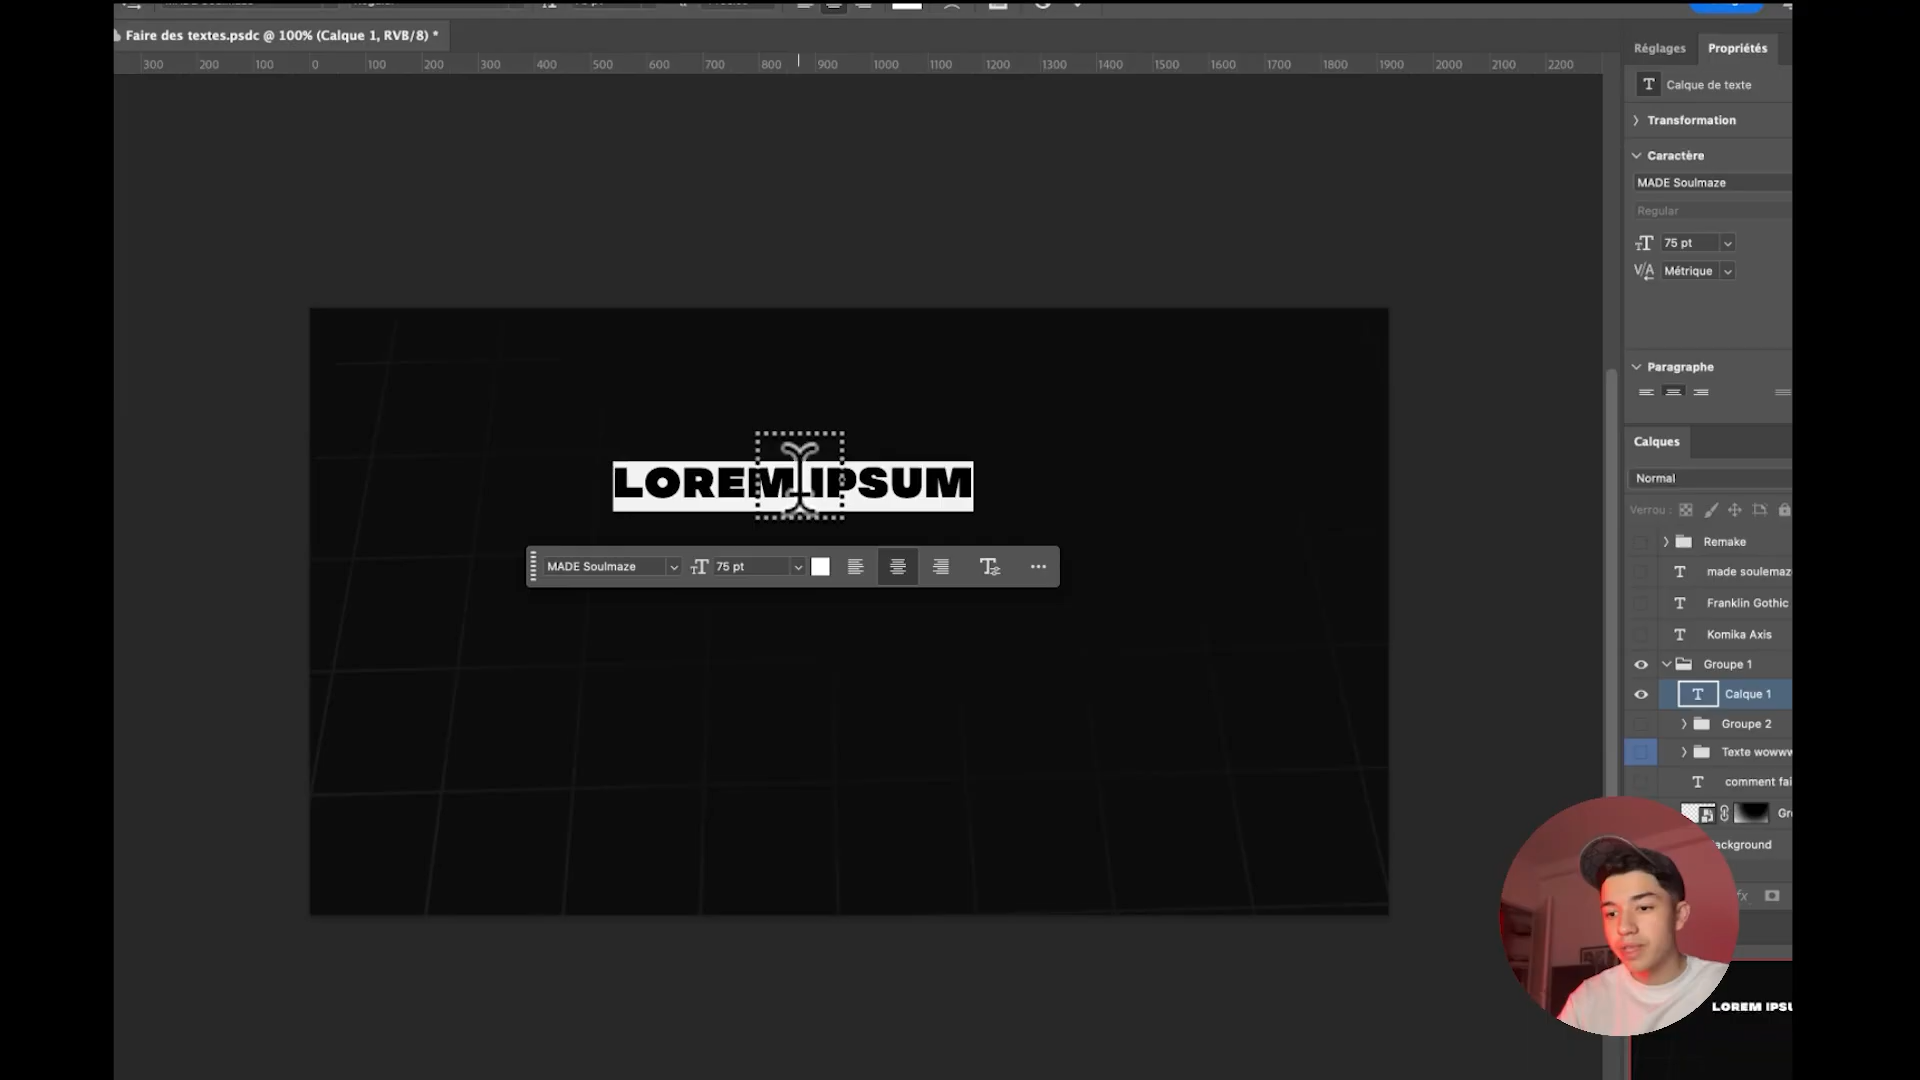 Faire des textes.psdc @ 100% (Calque 1, RVB/8) *
300 200 100 0 100 200 300 400 500 600 700 800 900 1000 1100 1200 1300 1400 1500 1600 1700 1800 1900 2000 2100 2200
Réglages Propriétés
T Calque de texte
Transformation
Caractère
MADE Soulmaze
Regular
75 pt
Métrique
Paragraphe
LOREM IPSUM
MADE Soulmaze 75 pt
Calques
Normal
Verrou :
Remake
made soulemaz
Franklin Gothic
Komika Axis
Groupe 1
Calque 1
Groupe 2
Texte wowww
comment fai
Gr
ackground
fx
LOREM IPSU